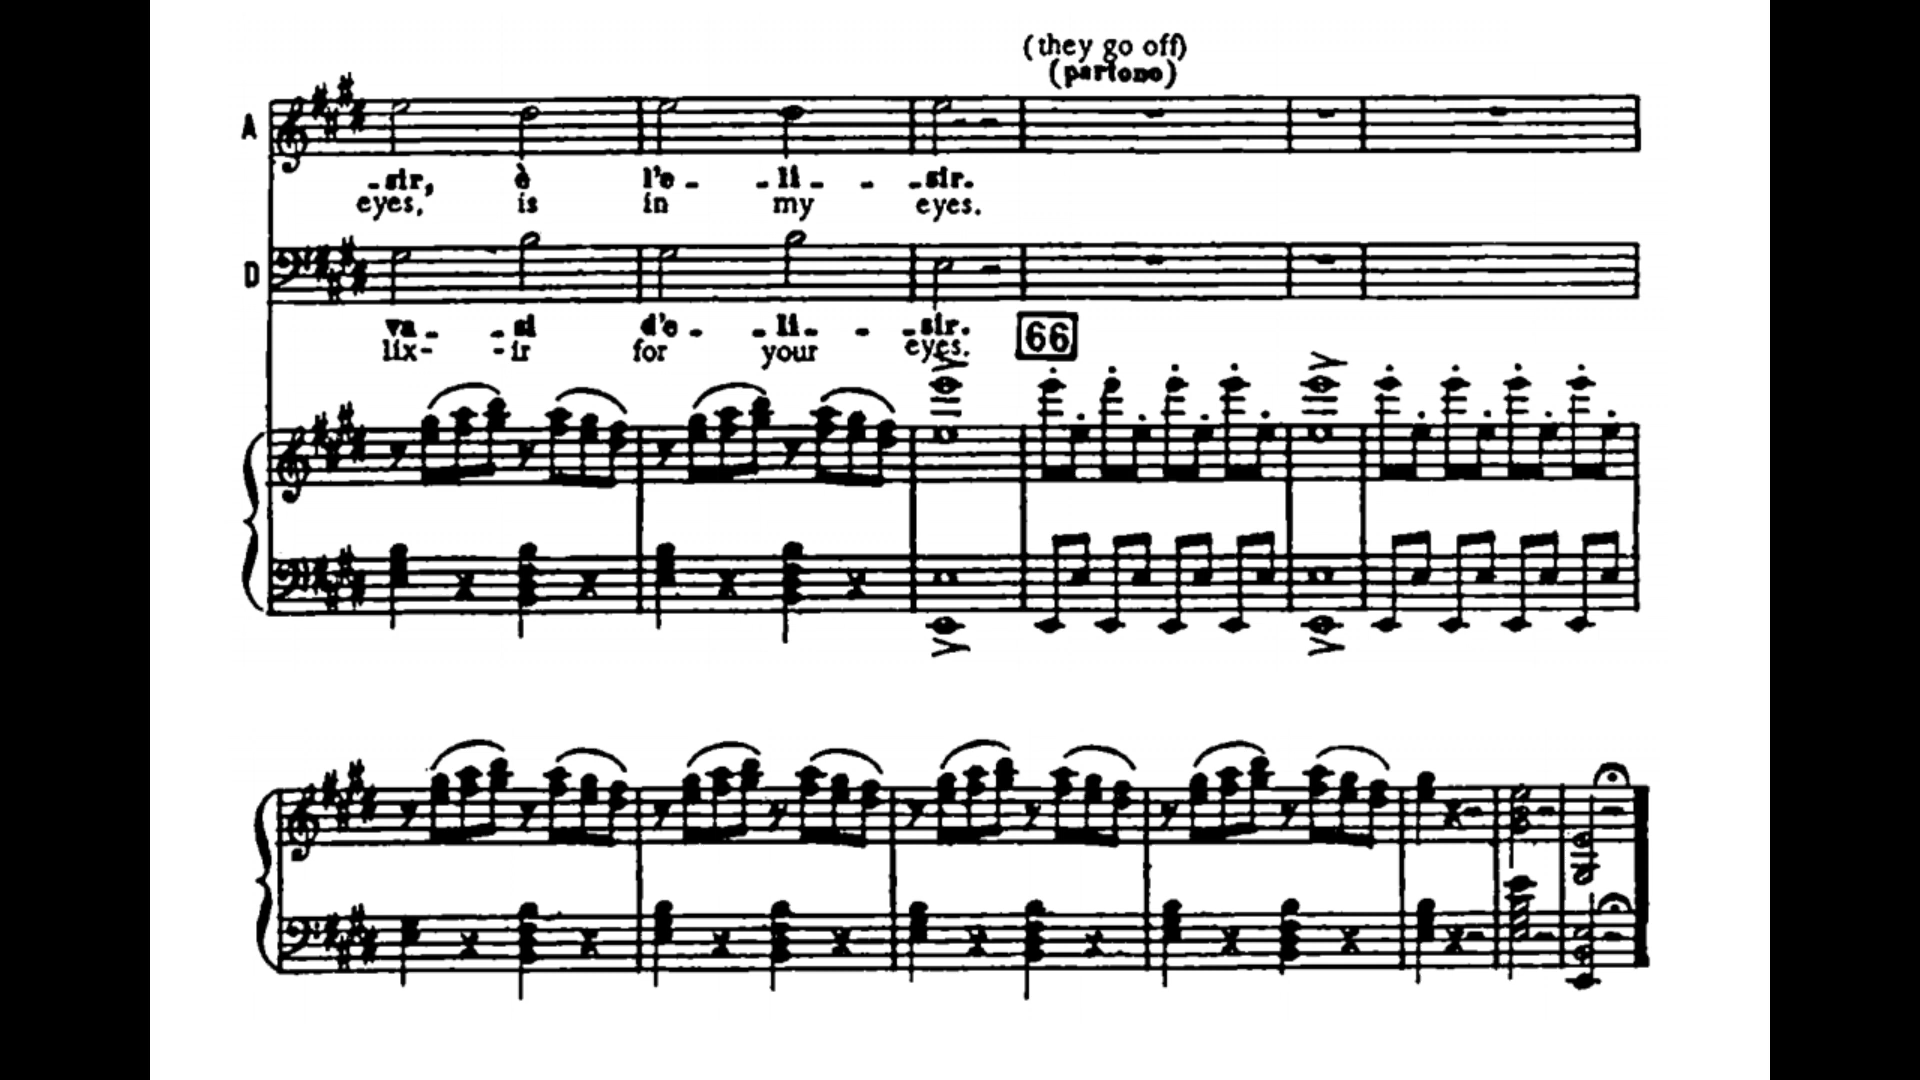 (they go off)
(partono)
A
- sir, è l'e - - li - - - sir.
eyes, is in my eyes.
D
va - - si d'e - - li - - - sir.
lix- - ir for your eyes.
66